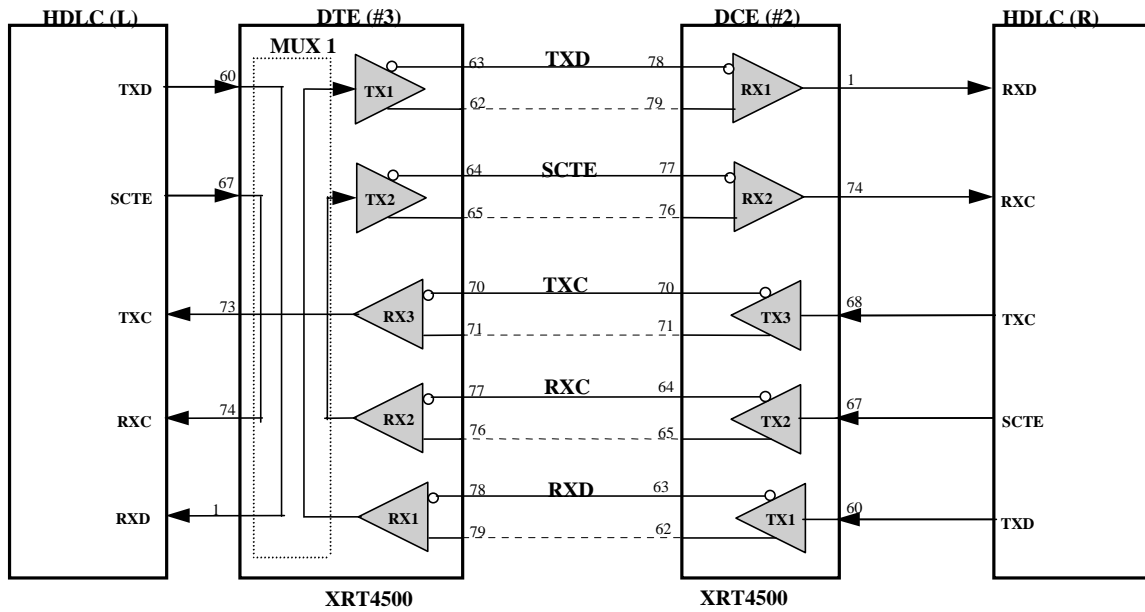 HDLC (L) DTE (#3) DCE (#2) HDLC (R)
MUX 1
TXD 60 TX1 63 TXD 78 RX1 1 RXD
62 79
SCTE 67 TX2 64 SCTE 77 RX2 74 RXC
65 76
TXC 73 RX3 70 TXC 70 TX3 68 TXC
71 71
RXC 74 RX2 77 RXC 64 TX2 67 SCTE
76 65
RXD 1 RX1 78 RXD 63 TX1 60 TXD
79 62
XRT4500 XRT4500